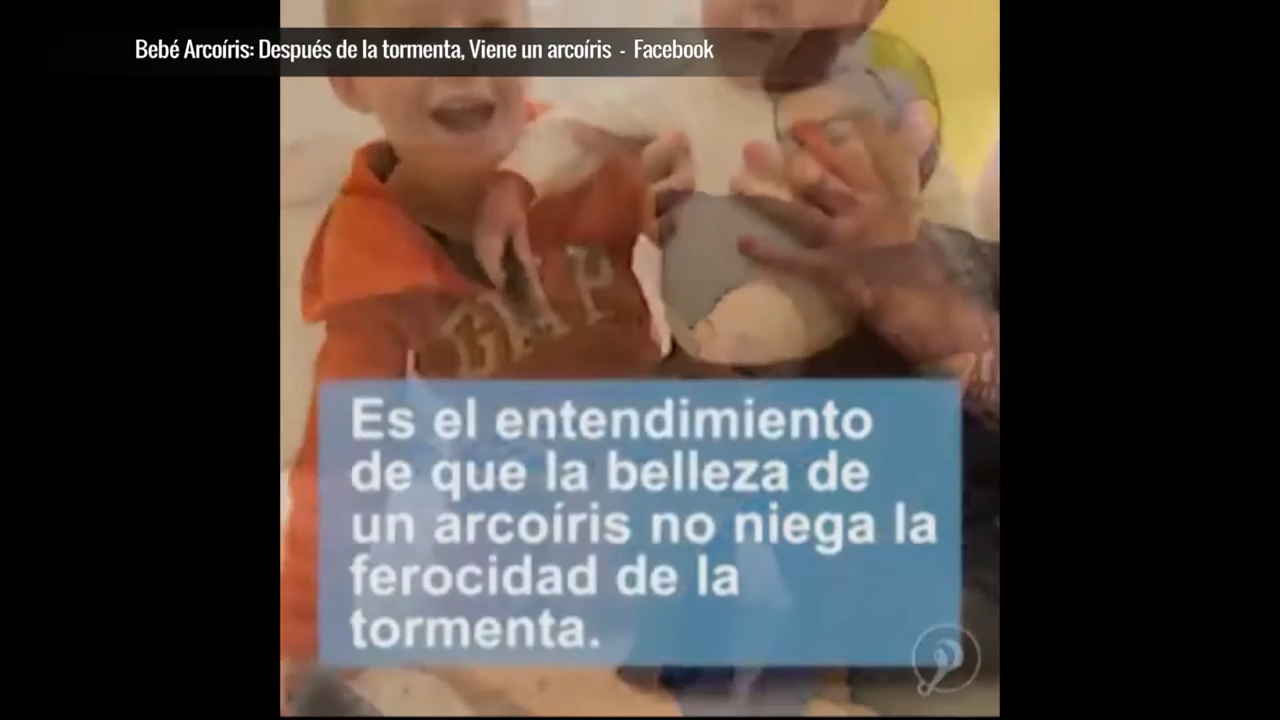 Bebé Arcoíris: Después de la tormenta, Viene un arcoíris - Facebook
Es el entendimiento
de que la belleza de
un arcoíris no niega la
ferocidad de la
tormenta.